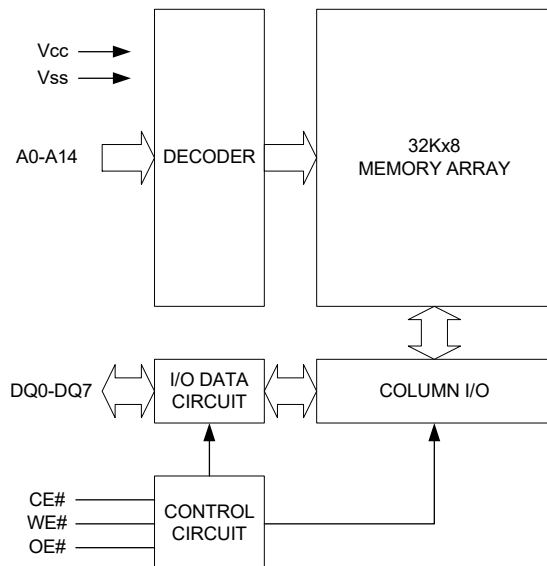 Vcc
Vss
A0-A14
DECODER
32Kx8
MEMORY ARRAY
DQ0-DQ7
I/O DATA
CIRCUIT
COLUMN I/O
CE#
WE#
OE#
CONTROL
CIRCUIT